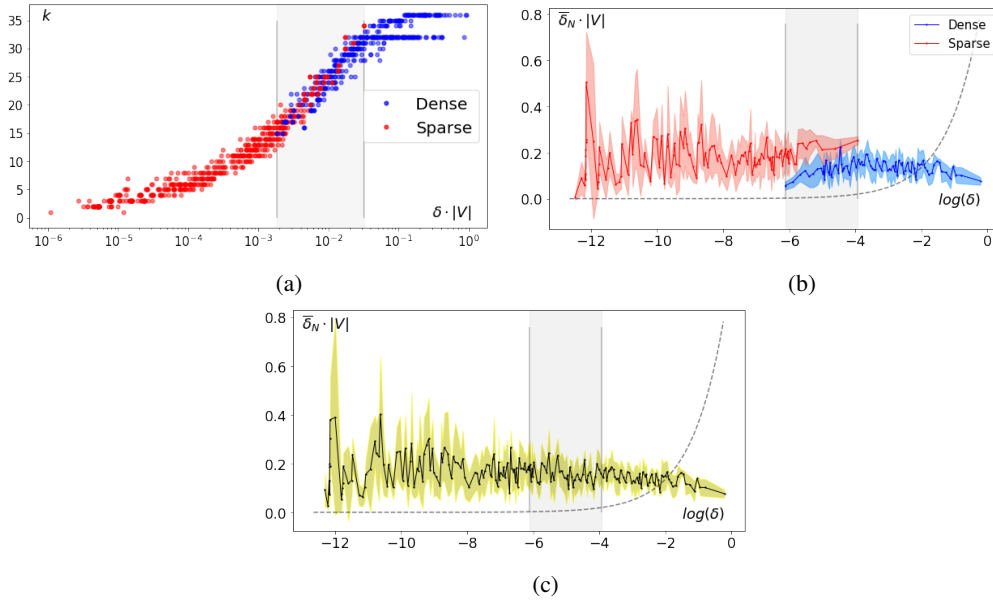 k
35
30
25
20
15
10
5
0
Dense
Sparse
δ · |V|
10⁻⁶ 10⁻⁵ 10⁻⁴ 10⁻³ 10⁻² 10⁻¹ 10⁰
(a)
0.8
0.6
0.4
0.2
0.0
δ̅_N · |V|
Dense
Sparse
log(δ)
−12 −10 −8 −6 −4 −2 0
(b)
0.8
0.6
0.4
0.2
0.0
δ̅_N · |V|
log(δ)
−12 −10 −8 −6 −4 −2 0
(c)